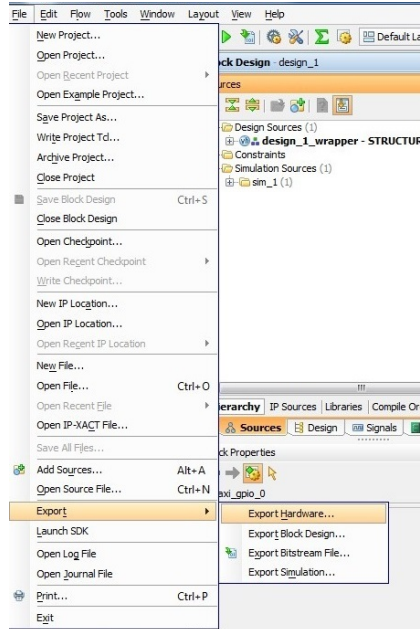 File Edit Flow Tools Window Layout View Help
New Project...
Open Project...
Open Recent Project
Open Example Project...
Save Project As...
Write Project Tcl...
Archive Project...
Close Project
Save Block Design Ctrl+S
Close Block Design
Open Checkpoint...
Open Recent Checkpoint
Write Checkpoint...
New IP Location...
Open IP Location...
Open Recent IP Location
New File...
Open File... Ctrl+O
Open Recent File
Open IP-XACT File...
Save All Files...
Add Sources... Alt+A
Open Source File... Ctrl+N
Export
Launch SDK
Open Log File
Open Journal File
Print... Ctrl+P
Exit
Export Hardware...
Export Block Design...
Export Bitstream File...
Export Simulation...
Default La
ock Design - design_1
urces
Design Sources (1)
design_1_wrapper - STRUCTUR
Constraints
Simulation Sources (1)
sim_1 (1)
ierarchy IP Sources Libraries Compile Or
Sources Design Signals
ck Properties
axi_gpio_0